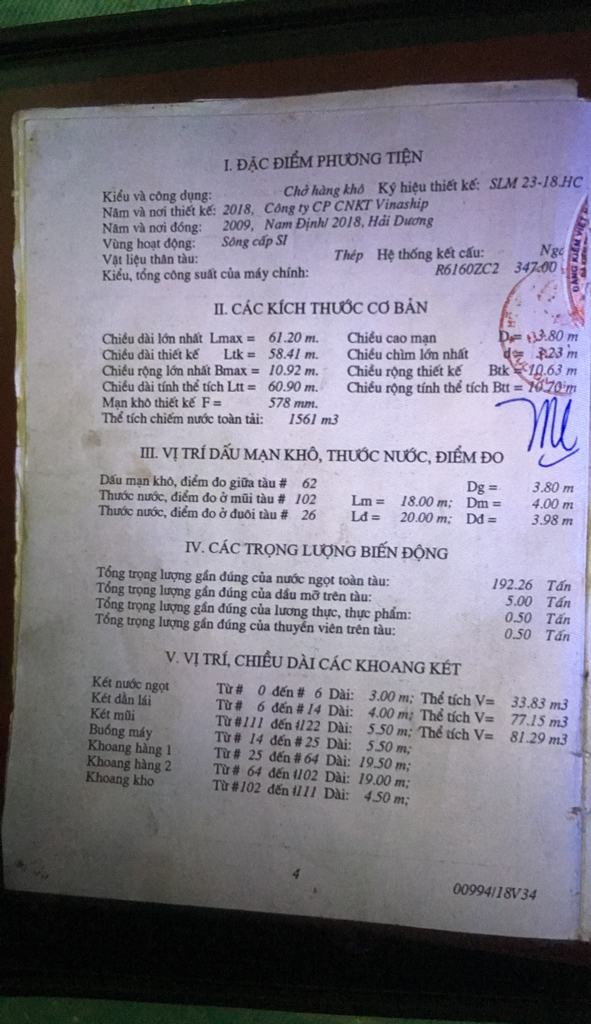 I. ĐẶC ĐIỂM PHƯƠNG TIỆN
Kiểu và công dụng: Chở hàng khô Ký hiệu thiết kế: SLM 23-18.HC
Năm và nơi thiết kế: 2018, Công ty CP CNKT Vinaship
Năm và nơi đóng: 2009, Nam Định/ 2018, Hải Dương
Vùng hoạt động: Sông cấp SI
Vật liệu thân tàu: Thép Hệ thống kết cấu:
Kiểu, tổng công suất của máy chính: R6160ZC2 347.00
ĐĂNG KIỂM VIỆT
II. CÁC KÍCH THƯỚC CƠ BẢN
Chiều dài lớn nhất Lmax = 61.20 m. Chiều cao mạn D = 3.80 m
Chiều dài thiết kế Ltk = 58.41 m. Chiều chìm lớn nhất d = 3.23 m
Chiều rộng lớn nhất Bmax = 10.92 m. Chiều rộng thiết kế Btk = 10.63 m
Chiều dài tính thể tích Ltt = 60.90 m. Chiều rộng tính thể tích Btt = 10.70 m
Mạn khô thiết kế F = 578 mm.
Thể tích chiếm nước toàn tải: 1561 m3
III. VỊ TRÍ DẤU MẠN KHÔ, THƯỚC NƯỚC, ĐIỂM ĐO
Dấu mạn khô, điểm đo giữa tàu # 62 Dg = 3.80 m
Thước nước, điểm đo ở mũi tàu # 102 Lm = 18.00 m; Dm = 4.00 m
Thước nước, điểm đo ở đuôi tàu # 26 Lđ = 20.00 m; Dđ = 3.98 m
IV. CÁC TRỌNG LƯỢNG BIẾN ĐỘNG
Tổng trọng lượng gần đúng của nước ngọt toàn tàu: 192.26 Tấn
Tổng trọng lượng gần đúng của dầu mỡ trên tàu: 5.00 Tấn
Tổng trọng lượng gần đúng của lương thực, thực phẩm: 0.50 Tấn
Tổng trọng lượng gần đúng của thuyền viên trên tàu: 0.50 Tấn
V. VỊ TRÍ, CHIỀU DÀI CÁC KHOANG KÉT
Két nước ngọt Từ # 0 đến # 6 Dài: 3.00 m; Thể tích V= 33.83 m3
Két dằn lái Từ # 6 đến # 14 Dài: 4.00 m; Thể tích V= 77.15 m3
Két mũi Từ #111 đến #122 Dài: 5.50 m; Thể tích V= 81.29 m3
Buồng máy Từ # 14 đến # 25 Dài: 5.50 m;
Khoang hàng 1 Từ # 25 đến # 64 Dài: 19.50 m;
Khoang hàng 2 Từ # 64 đến #102 Dài: 19.00 m;
Khoang kho Từ #102 đến #111 Dài: 4.50 m;
4
00994/18V34